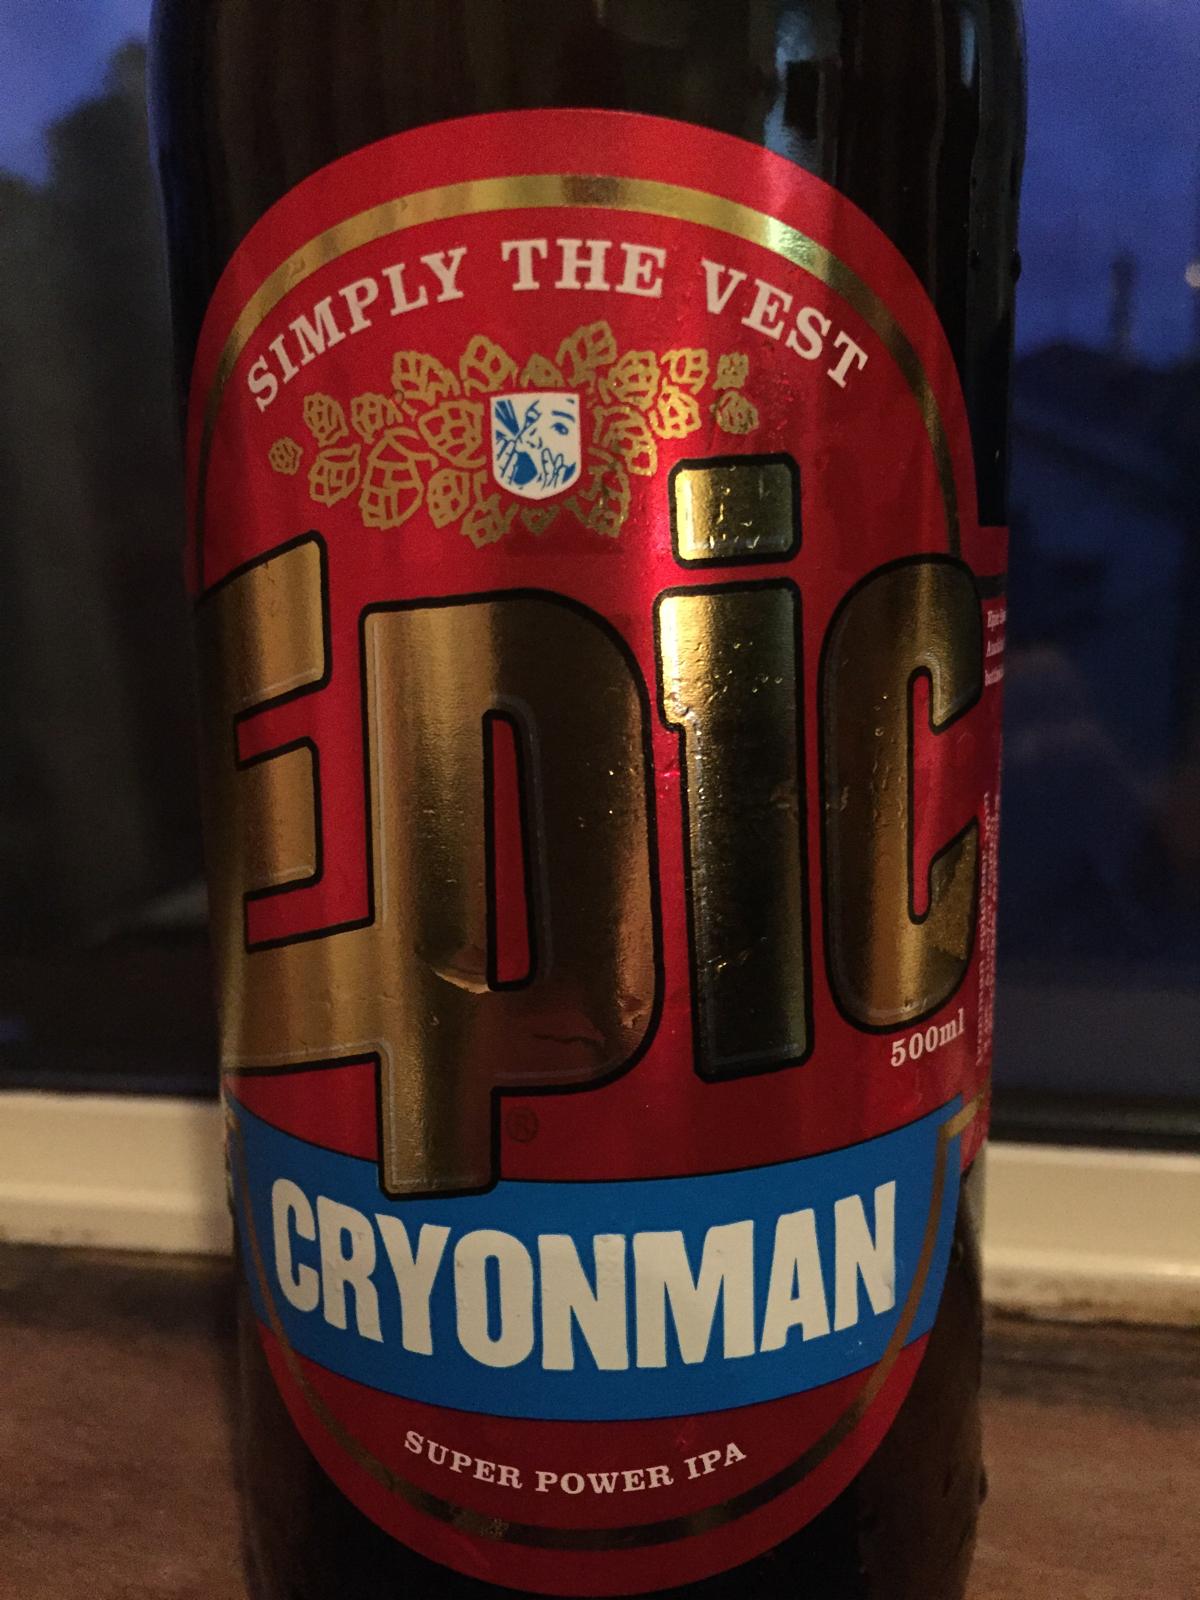 SIMPLY THE VEST
Epic
500ml
®
CRYONMAN
SUPER POWER IPA